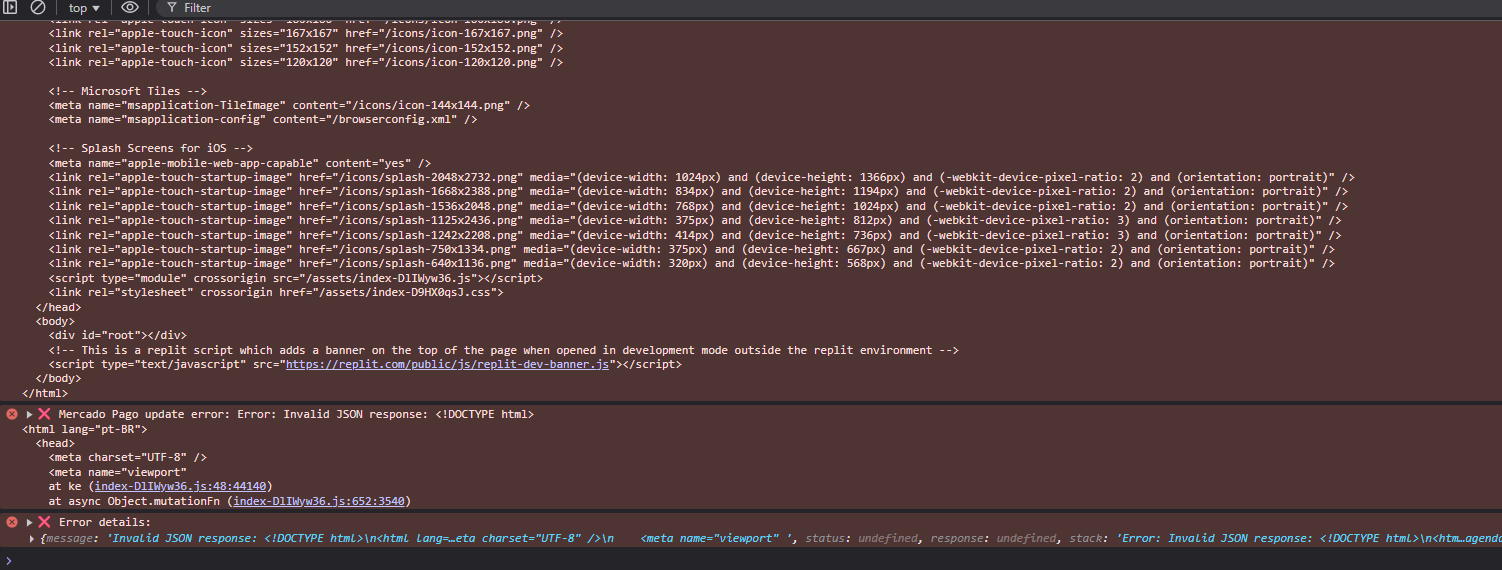 top ▼ Filter
<link rel="apple-touch-icon" sizes="180x180" href="/icons/icon-180x180.png" />
<link rel="apple-touch-icon" sizes="167x167" href="/icons/icon-167x167.png" />
<link rel="apple-touch-icon" sizes="152x152" href="/icons/icon-152x152.png" />
<link rel="apple-touch-icon" sizes="120x120" href="/icons/icon-120x120.png" />
<!-- Microsoft Tiles -->
<meta name="msapplication-TileImage" content="/icons/icon-144x144.png" />
<meta name="msapplication-config" content="/browserconfig.xml" />
<!-- Splash Screens for iOS -->
<meta name="apple-mobile-web-app-capable" content="yes" />
<link rel="apple-touch-startup-image" href="/icons/splash-2048x2732.png" media="(device-width: 1024px) and (device-height: 1366px) and (-webkit-device-pixel-ratio: 2) and (orientation: portrait)" />
<link rel="apple-touch-startup-image" href="/icons/splash-1668x2388.png" media="(device-width: 834px) and (device-height: 1194px) and (-webkit-device-pixel-ratio: 2) and (orientation: portrait)" />
<link rel="apple-touch-startup-image" href="/icons/splash-1536x2048.png" media="(device-width: 768px) and (device-height: 1024px) and (-webkit-device-pixel-ratio: 2) and (orientation: portrait)" />
<link rel="apple-touch-startup-image" href="/icons/splash-1125x2436.png" media="(device-width: 375px) and (device-height: 812px) and (-webkit-device-pixel-ratio: 3) and (orientation: portrait)" />
<link rel="apple-touch-startup-image" href="/icons/splash-1242x2208.png" media="(device-width: 414px) and (device-height: 736px) and (-webkit-device-pixel-ratio: 3) and (orientation: portrait)" />
<link rel="apple-touch-startup-image" href="/icons/splash-750x1334.png" media="(device-width: 375px) and (device-height: 667px) and (-webkit-device-pixel-ratio: 2) and (orientation: portrait)" />
<link rel="apple-touch-startup-image" href="/icons/splash-640x1136.png" media="(device-width: 320px) and (device-height: 568px) and (-webkit-device-pixel-ratio: 2) and (orientation: portrait)" />
<script type="module" crossorigin src="/assets/index-DlIWyw36.js"></script>
<link rel="stylesheet" crossorigin href="/assets/index-D9HX0qsJ.css">
</head>
<body>
<div id="root"></div>
<!-- This is a replit script which adds a banner on the top of the page when opened in development mode outside the replit environment -->
<script type="text/javascript" src="https://replit.com/public/js/replit-dev-banner.js"></script>
</body>
</html>
❌ Mercado Pago update error: Error: Invalid JSON response: <!DOCTYPE html>
<html lang="pt-BR">
<head>
<meta charset="UTF-8" />
<meta name="viewport"
at ke (index-DlIWyw36.js:48:44140)
at async Object.mutationFn (index-DlIWyw36.js:652:3540)
❌ Error details:
{message: 'Invalid JSON response: <!DOCTYPE html>\n<html lang=…eta charset="UTF-8" />\n    <meta name="viewport" ', status: undefined, response: undefined, stack: 'Error: Invalid JSON response: <!DOCTYPE html>\n<htm…agenda